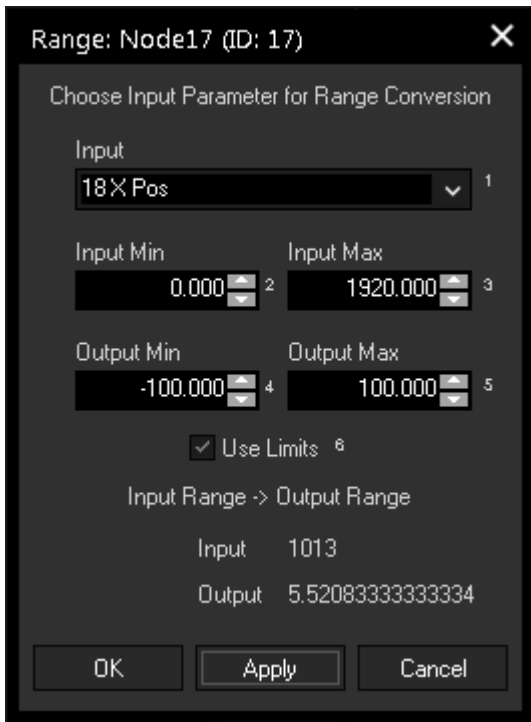 Range: Node17 (ID: 17)
Choose Input Parameter for Range Conversion
Input
18 X Pos 1
Input Min Input Max
0.000 2 1920.000 3
Output Min Output Max
-100.000 4 100.000 5
Use Limits 6
Input Range -> Output Range
Input 1013
Output 5.52083333333334
OK Apply Cancel